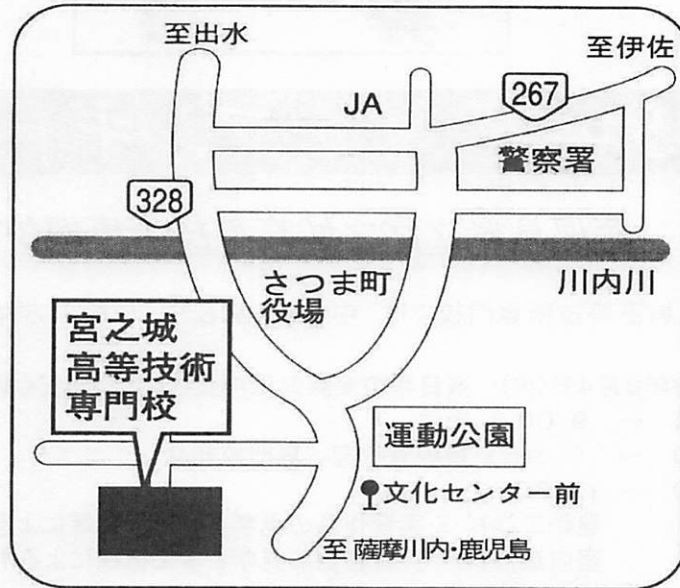 至出水
至伊佐
267
JA
警察署
328
さつま町
役場
川内川
宮之城
高等技術
専門校
運動公園
文化センター前
至 薩摩川内・鹿児島